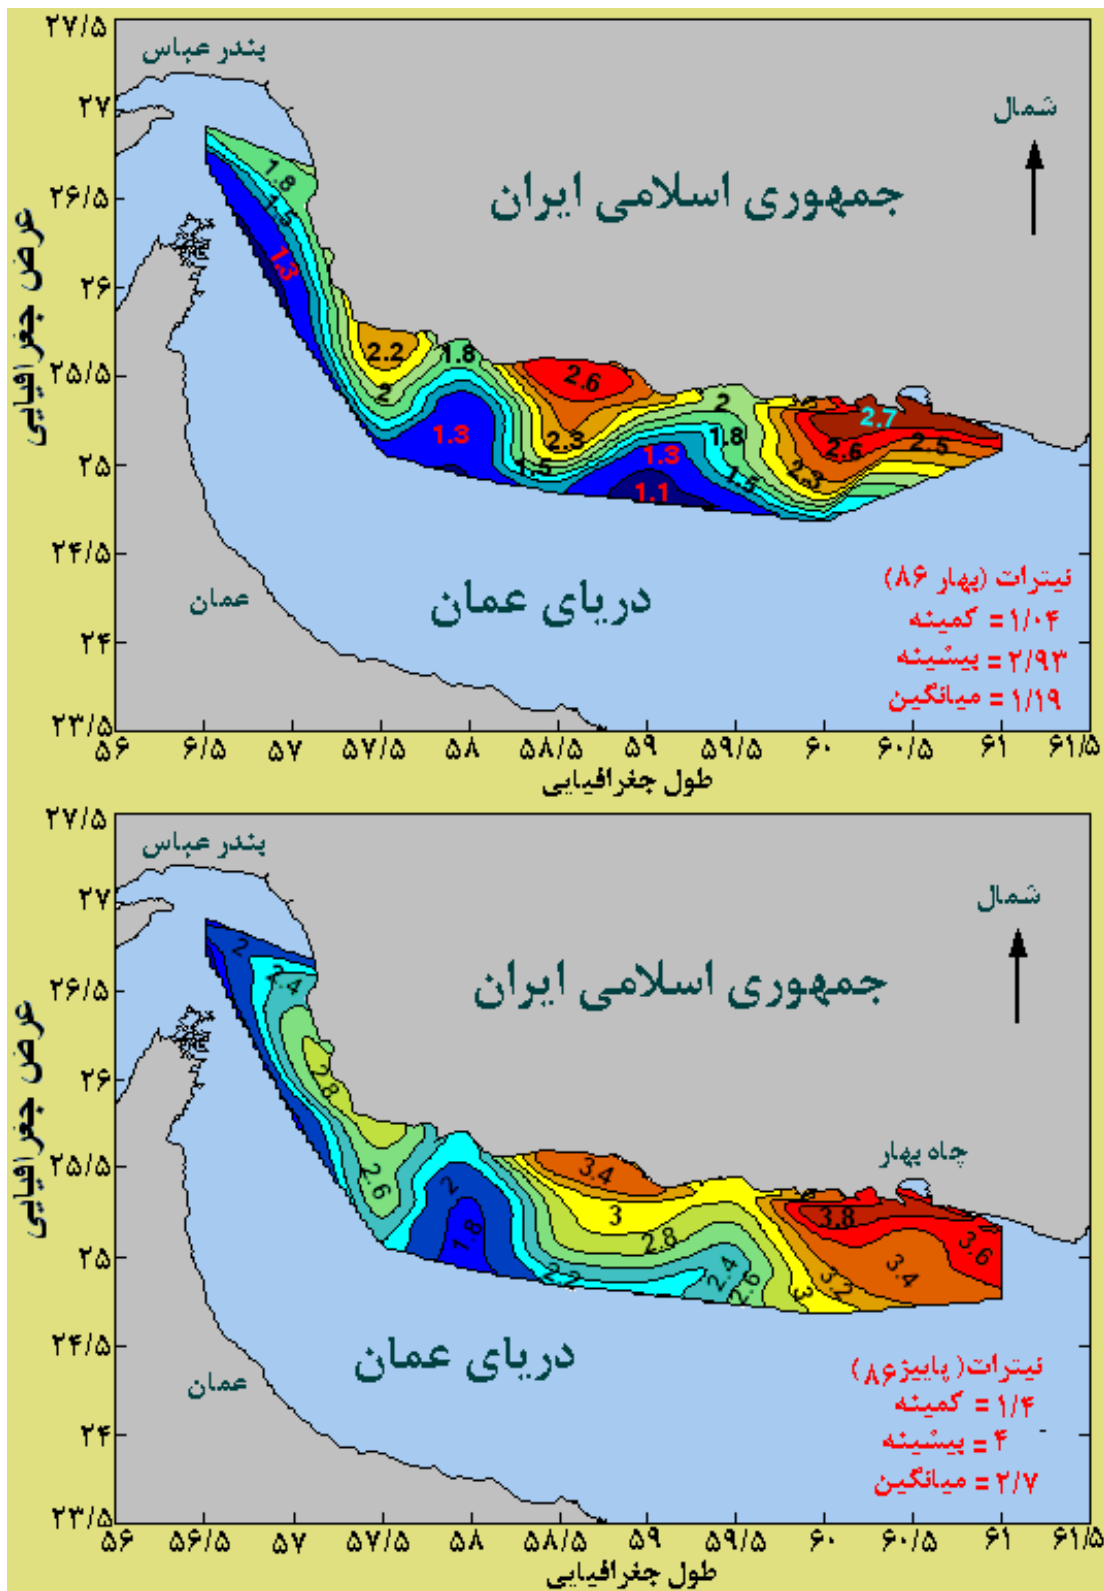 ۲۷/۵
بندر عباس
۲۷
شمال
۲۶/۵
جمهوری اسلامی ایران
1.8
1.5
1.3
۲۶
عرض جغرافیایی
2.2
1.8
2
2.6
۲۵/۵
2
2.7
1.3
2.3
1.8
2.6
2.5
۲۵
1.5
1.3
2.3
1.1
1.5
۲۴/۵
نیترات (بهار ۸۶)
عمان
دریای عمان
کمینه = ۱/۰۴
۲۴
بیشینه = ۲/۹۳
میانگین = ۱/۱۹
۲۳/۵
۵۶ ۶/۵ ۵۷ ۵۷/۵ ۵۸ ۵۸/۵ ۵۹ ۵۹/۵ ۶۰ ۶۰/۵ ۶۱ ۶۱/۵
طول جغرافیایی
۲۷/۵
بندر عباس
۲۷
شمال
2
2.4
۲۶/۵
جمهوری اسلامی ایران
۲۶
2.8
عرض جغرافیایی
۲۵/۵
چاه بهار
2.6
2
3.4
3
3.8
1.8
2.8
3.6
۲۵
2.2
2.4
2.6
3
3.2
3.4
۲۴/۵
دریای عمان
عمان
نیترات( پاییز ۸۶)
کمینه = ۱/۴
۲۴
بیشینه = ۴
میانگین = ۲/۷
۲۳/۵
۵۶ ۵۶/۵ ۵۷ ۵۷/۵ ۵۸ ۵۸/۵ ۵۹ ۵۹/۵ ۶۰ ۶۰/۵ ۶۱ ۶۱/۵
طول جغرافیایی